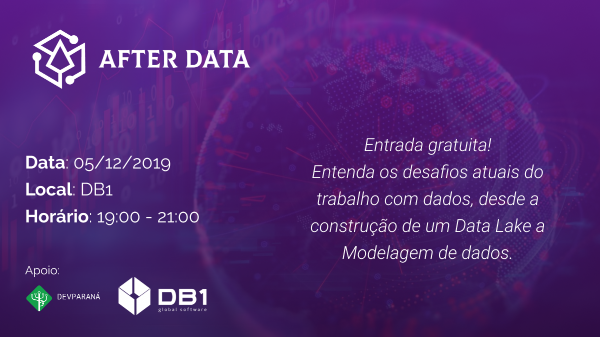 AFTER DATA
Data: 05/12/2019
Local: DB1
Horário: 19:00 - 21:00
Entrada gratuita!
Entenda os desafios atuais do
trabalho com dados, desde a
construção de um Data Lake a
Modelagem de dados.
Apoio:
DEVPARANÁ
DB1
global software